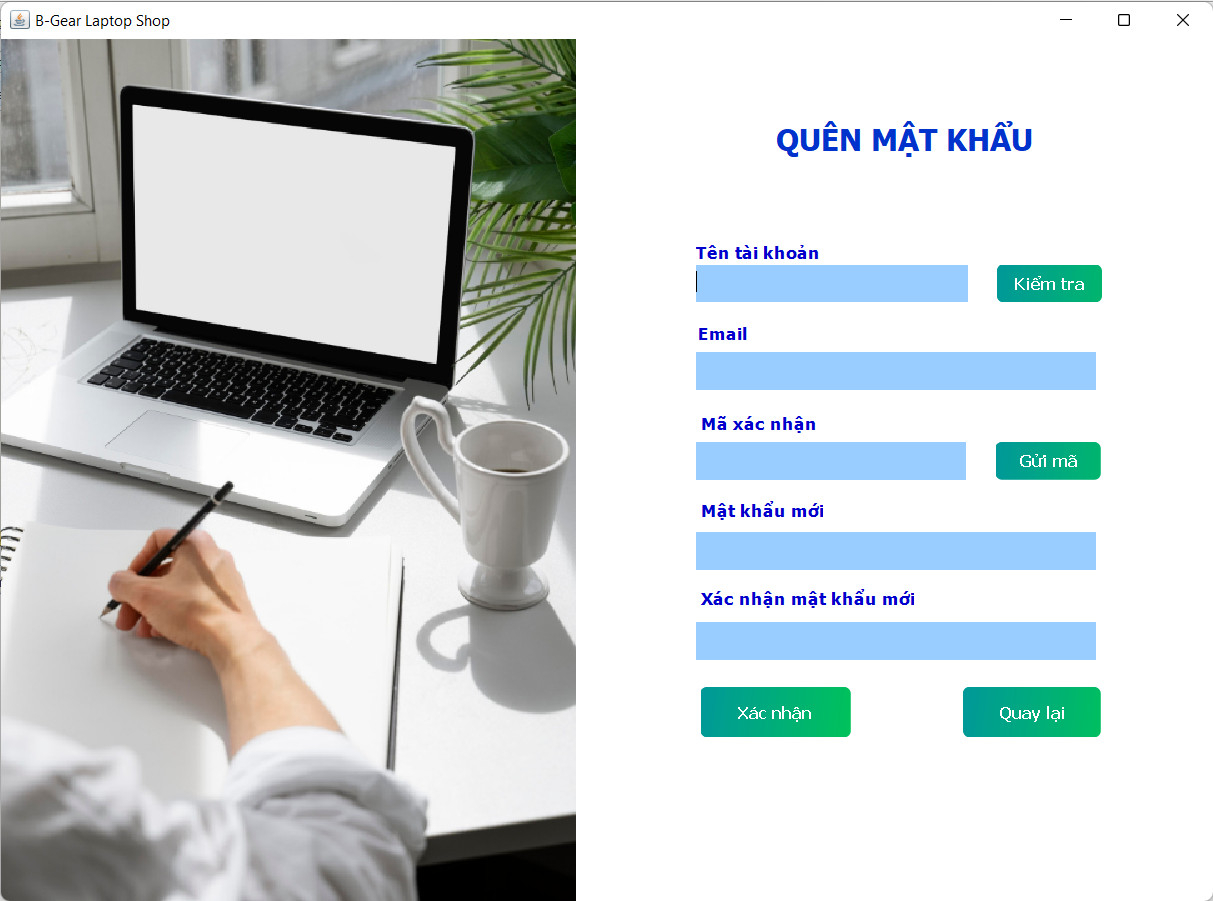 B-Gear Laptop Shop
QUÊN MẬT KHẨU
Tên tài khoản
Kiểm tra
Email
Mã xác nhận
Gửi mã
Mật khẩu mới
Xác nhận mật khẩu mới
Xác nhận
Quay lại